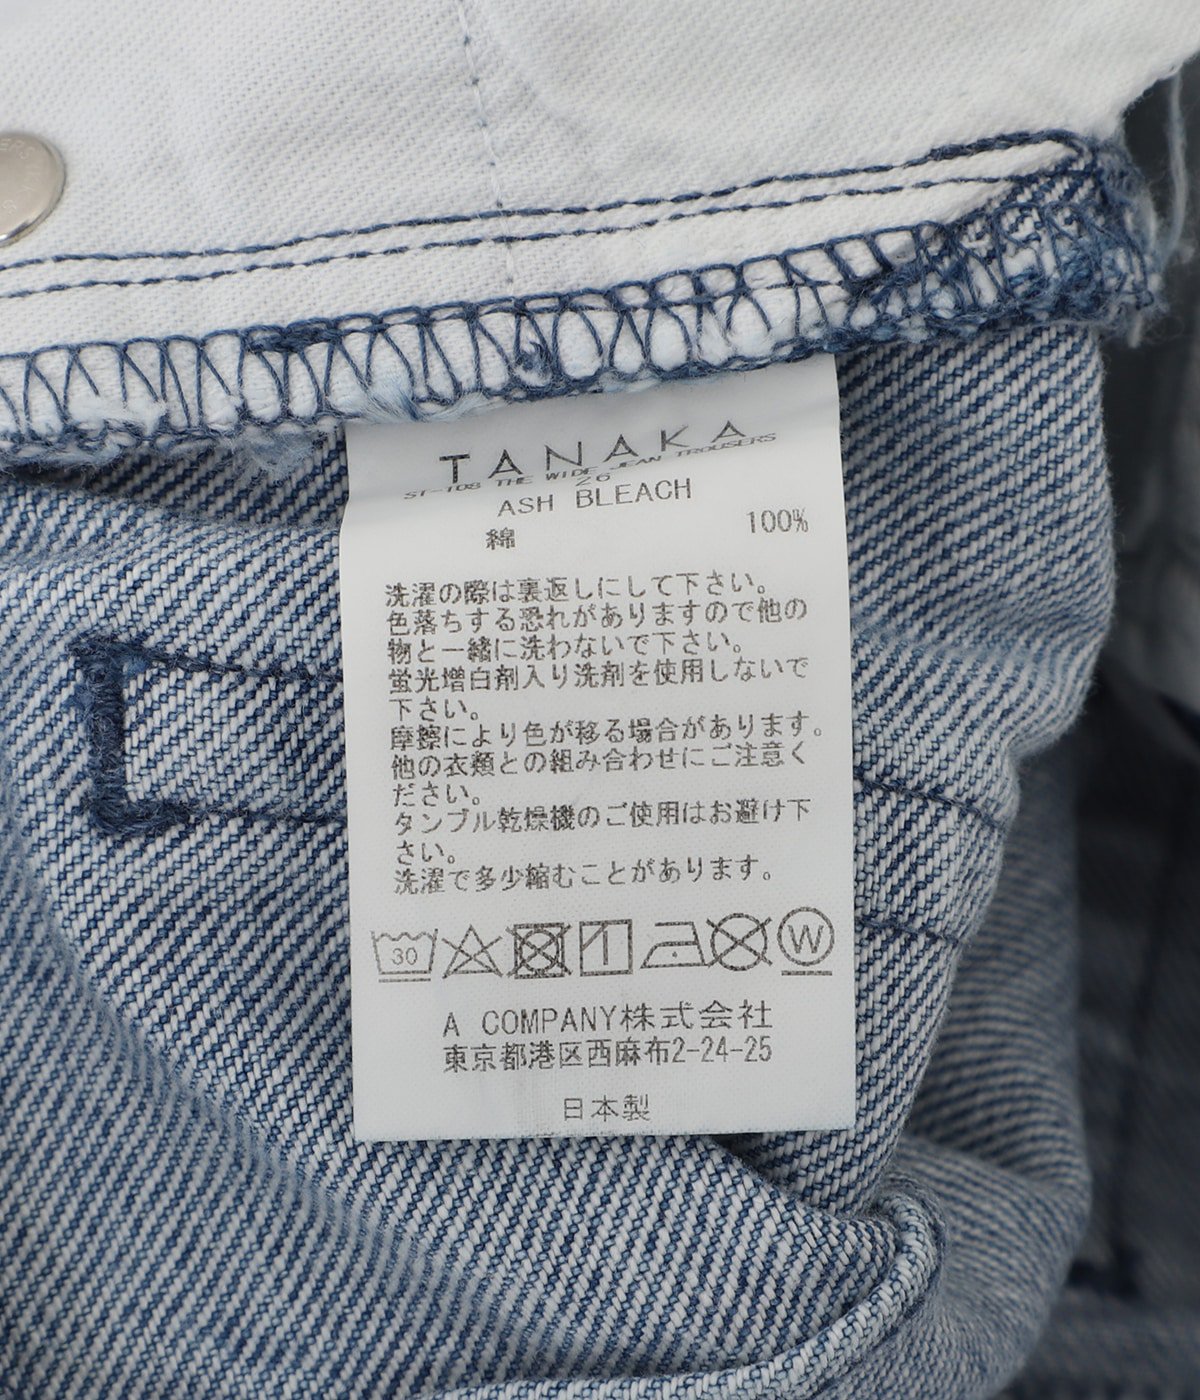 TANAKA
ST-108 THE WIDE JEAN TROUSERS
26
ASH BLEACH
綿 100%
洗濯の際は裏返しにして下さい。
色落ちする恐れがありますので他の
物と一緒に洗わないで下さい。
蛍光増白剤入り洗剤を使用しないで
下さい。
摩擦により色が移る場合があります。
他の衣類との組み合わせにご注意く
ださい。
タンブル乾燥機のご使用はお避け下
さい。
洗濯で多少縮むことがあります。
30
W
A COMPANY株式会社
東京都港区西麻布2-24-25
日本製